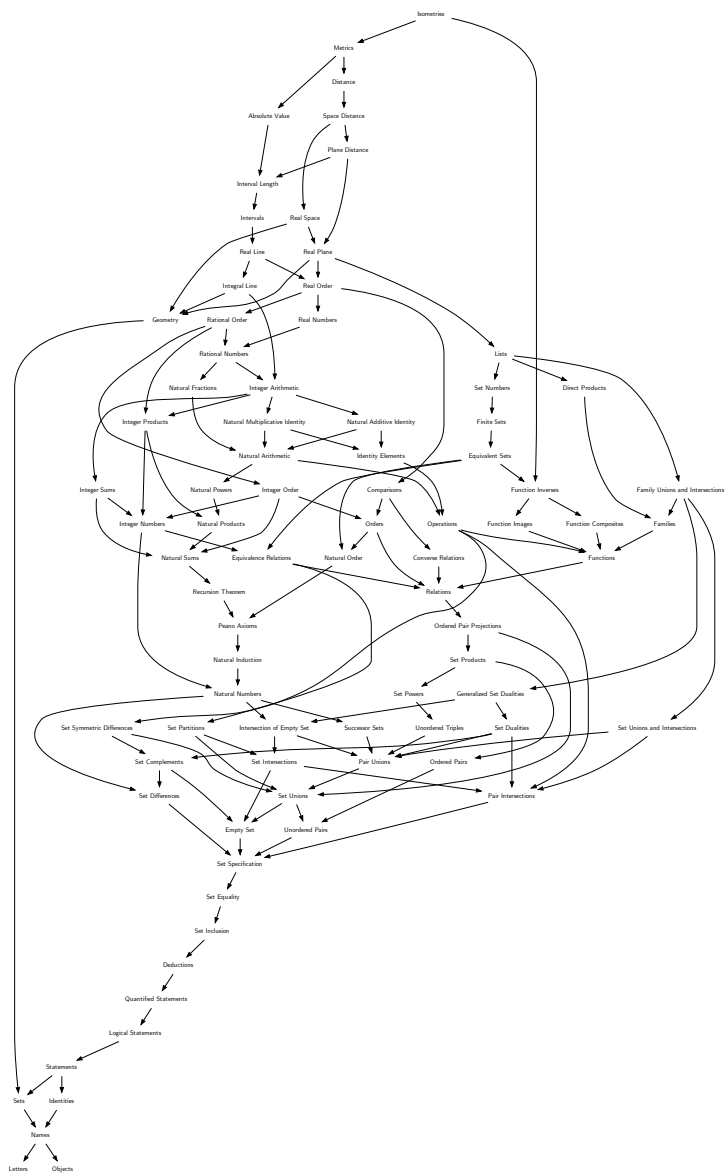 Isometries
Metrics
Distance
Absolute Value
Space Distance
Plane Distance
Interval Length
Intervals
Real Space
Real Line
Real Plane
Integral Line
Real Order
Geometry
Rational Order
Real Numbers
Rational Numbers
Lists
Natural Fractions
Integer Arithmetic
Set Numbers
Direct Products
Integer Products
Natural Multiplicative Identity
Natural Additive Identity
Finite Sets
Natural Arithmetic
Identity Elements
Equivalent Sets
Integer Sums
Natural Powers
Integer Order
Comparisons
Function Inverses
Family Unions and Intersections
Integer Numbers
Natural Products
Orders
Operations
Function Images
Function Composites
Families
Natural Sums
Equivalence Relations
Natural Order
Converse Relations
Functions
Recursion Theorem
Relations
Peano Axioms
Ordered Pair Projections
Natural Induction
Set Products
Natural Numbers
Set Powers
Generalized Set Dualities
Set Symmetric Differences
Set Partitions
Intersection of Empty Set
Successor Sets
Unordered Triples
Set Dualities
Set Unions and Intersections
Set Complements
Set Intersections
Pair Unions
Ordered Pairs
Set Differences
Set Unions
Pair Intersections
Empty Set
Unordered Pairs
Set Specification
Set Equality
Set Inclusion
Deductions
Quantified Statements
Logical Statements
Statements
Sets
Identities
Names
Letters
Objects